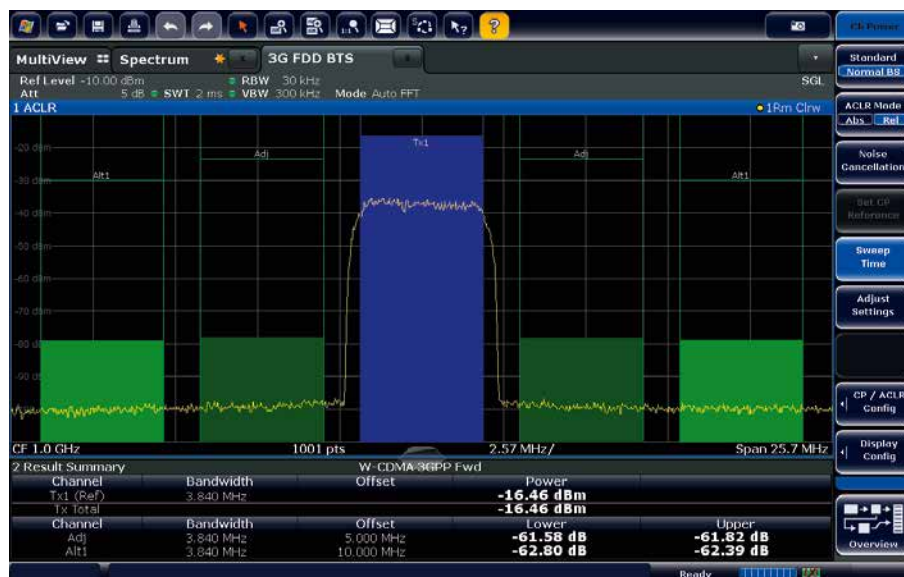 Ch Power
MultiView Spectrum 3G FDD BTS
Ref Level -10.00 dBm RBW 30 kHz SGL
Att 5 dB SWT 2 ms VBW 300 kHz Mode Auto FFT
1 ACLR 1Rm Clrw
Tx1
-20 dBm
Adj Adj
Alt1 Alt1
-30 dBm
-40 dBm
-50 dBm
-60 dBm
-70 dBm
-80 dBm
-90 dBm
CF 1.0 GHz 1001 pts 2.57 MHz/ Span 25.7 MHz
2 Result Summary W-CDMA 3GPP Fwd
Channel Bandwidth Offset Power
Tx1 (Ref) 3.840 MHz -16.46 dBm
Tx Total -16.46 dBm
Channel Bandwidth Offset Lower Upper
Adj 3.840 MHz 5.000 MHz -61.58 dB -61.82 dB
Alt1 3.840 MHz 10.000 MHz -62.80 dB -62.39 dB
Ready
Standard
Normal BS
ACLR Mode
Abs Rel
Noise
Cancellation
Set CP
Reference
Sweep
Time
Adjust
Settings
CP / ACLR
Config
Display
Config
Overview